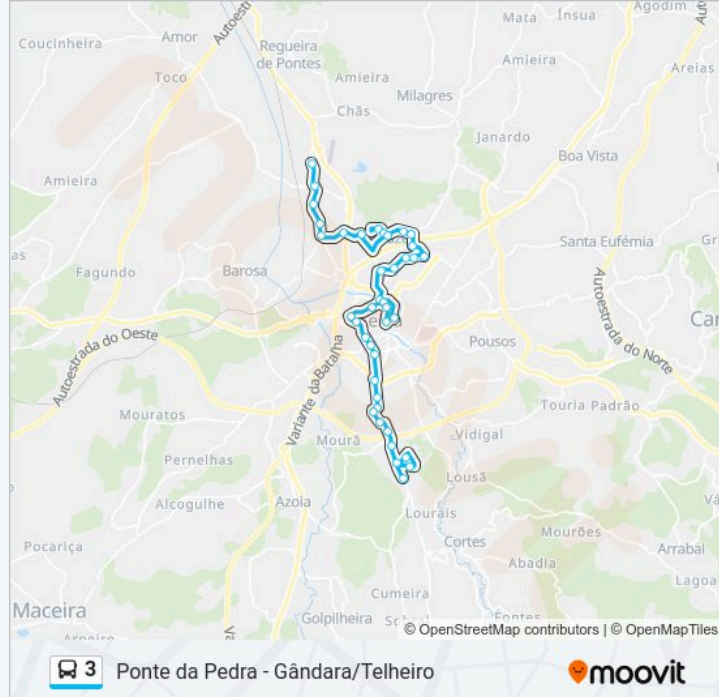 Agodim
Mata
Ínsua
Autoestr
Coucinheira
Amor
Regueira
de Pontes
Amieira
Areias
Toco
Amieira
Milagres
Chãs
Janardo
Boa Vista
Amieira
Santa Eufémia
Barosa
Fagundo
Autoestrada do Norte
Autoestrada do Oeste
Pousos
Variante da Batalha
Touria Padrão
Mouratos
Mourã
Vidigal
Pernelhas
Lousã
Alcogulhe
Azoia
Lourais
Pocariça
Cortes
Mourões
Arrabal
Abadia
Lagoa
Maceira
Cumeira
Golpilheira
Fontes
© OpenStreetMap contributors | © OpenMapTiles
3 Ponte da Pedra - Gândara/Telheiro
moovit